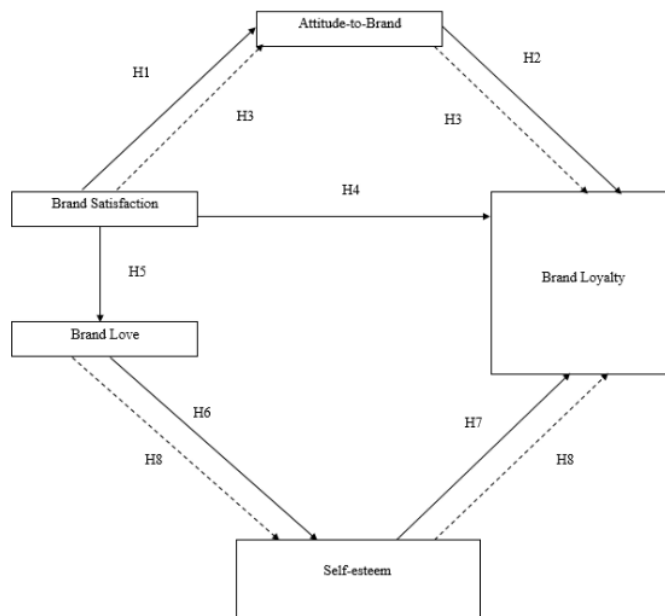 Attitude-to-Brand
H1
H2
H3
H3
Brand Satisfaction
H4
H5
Brand Loyalty
Brand Love
H6
H7
H8
H8
Self-esteem